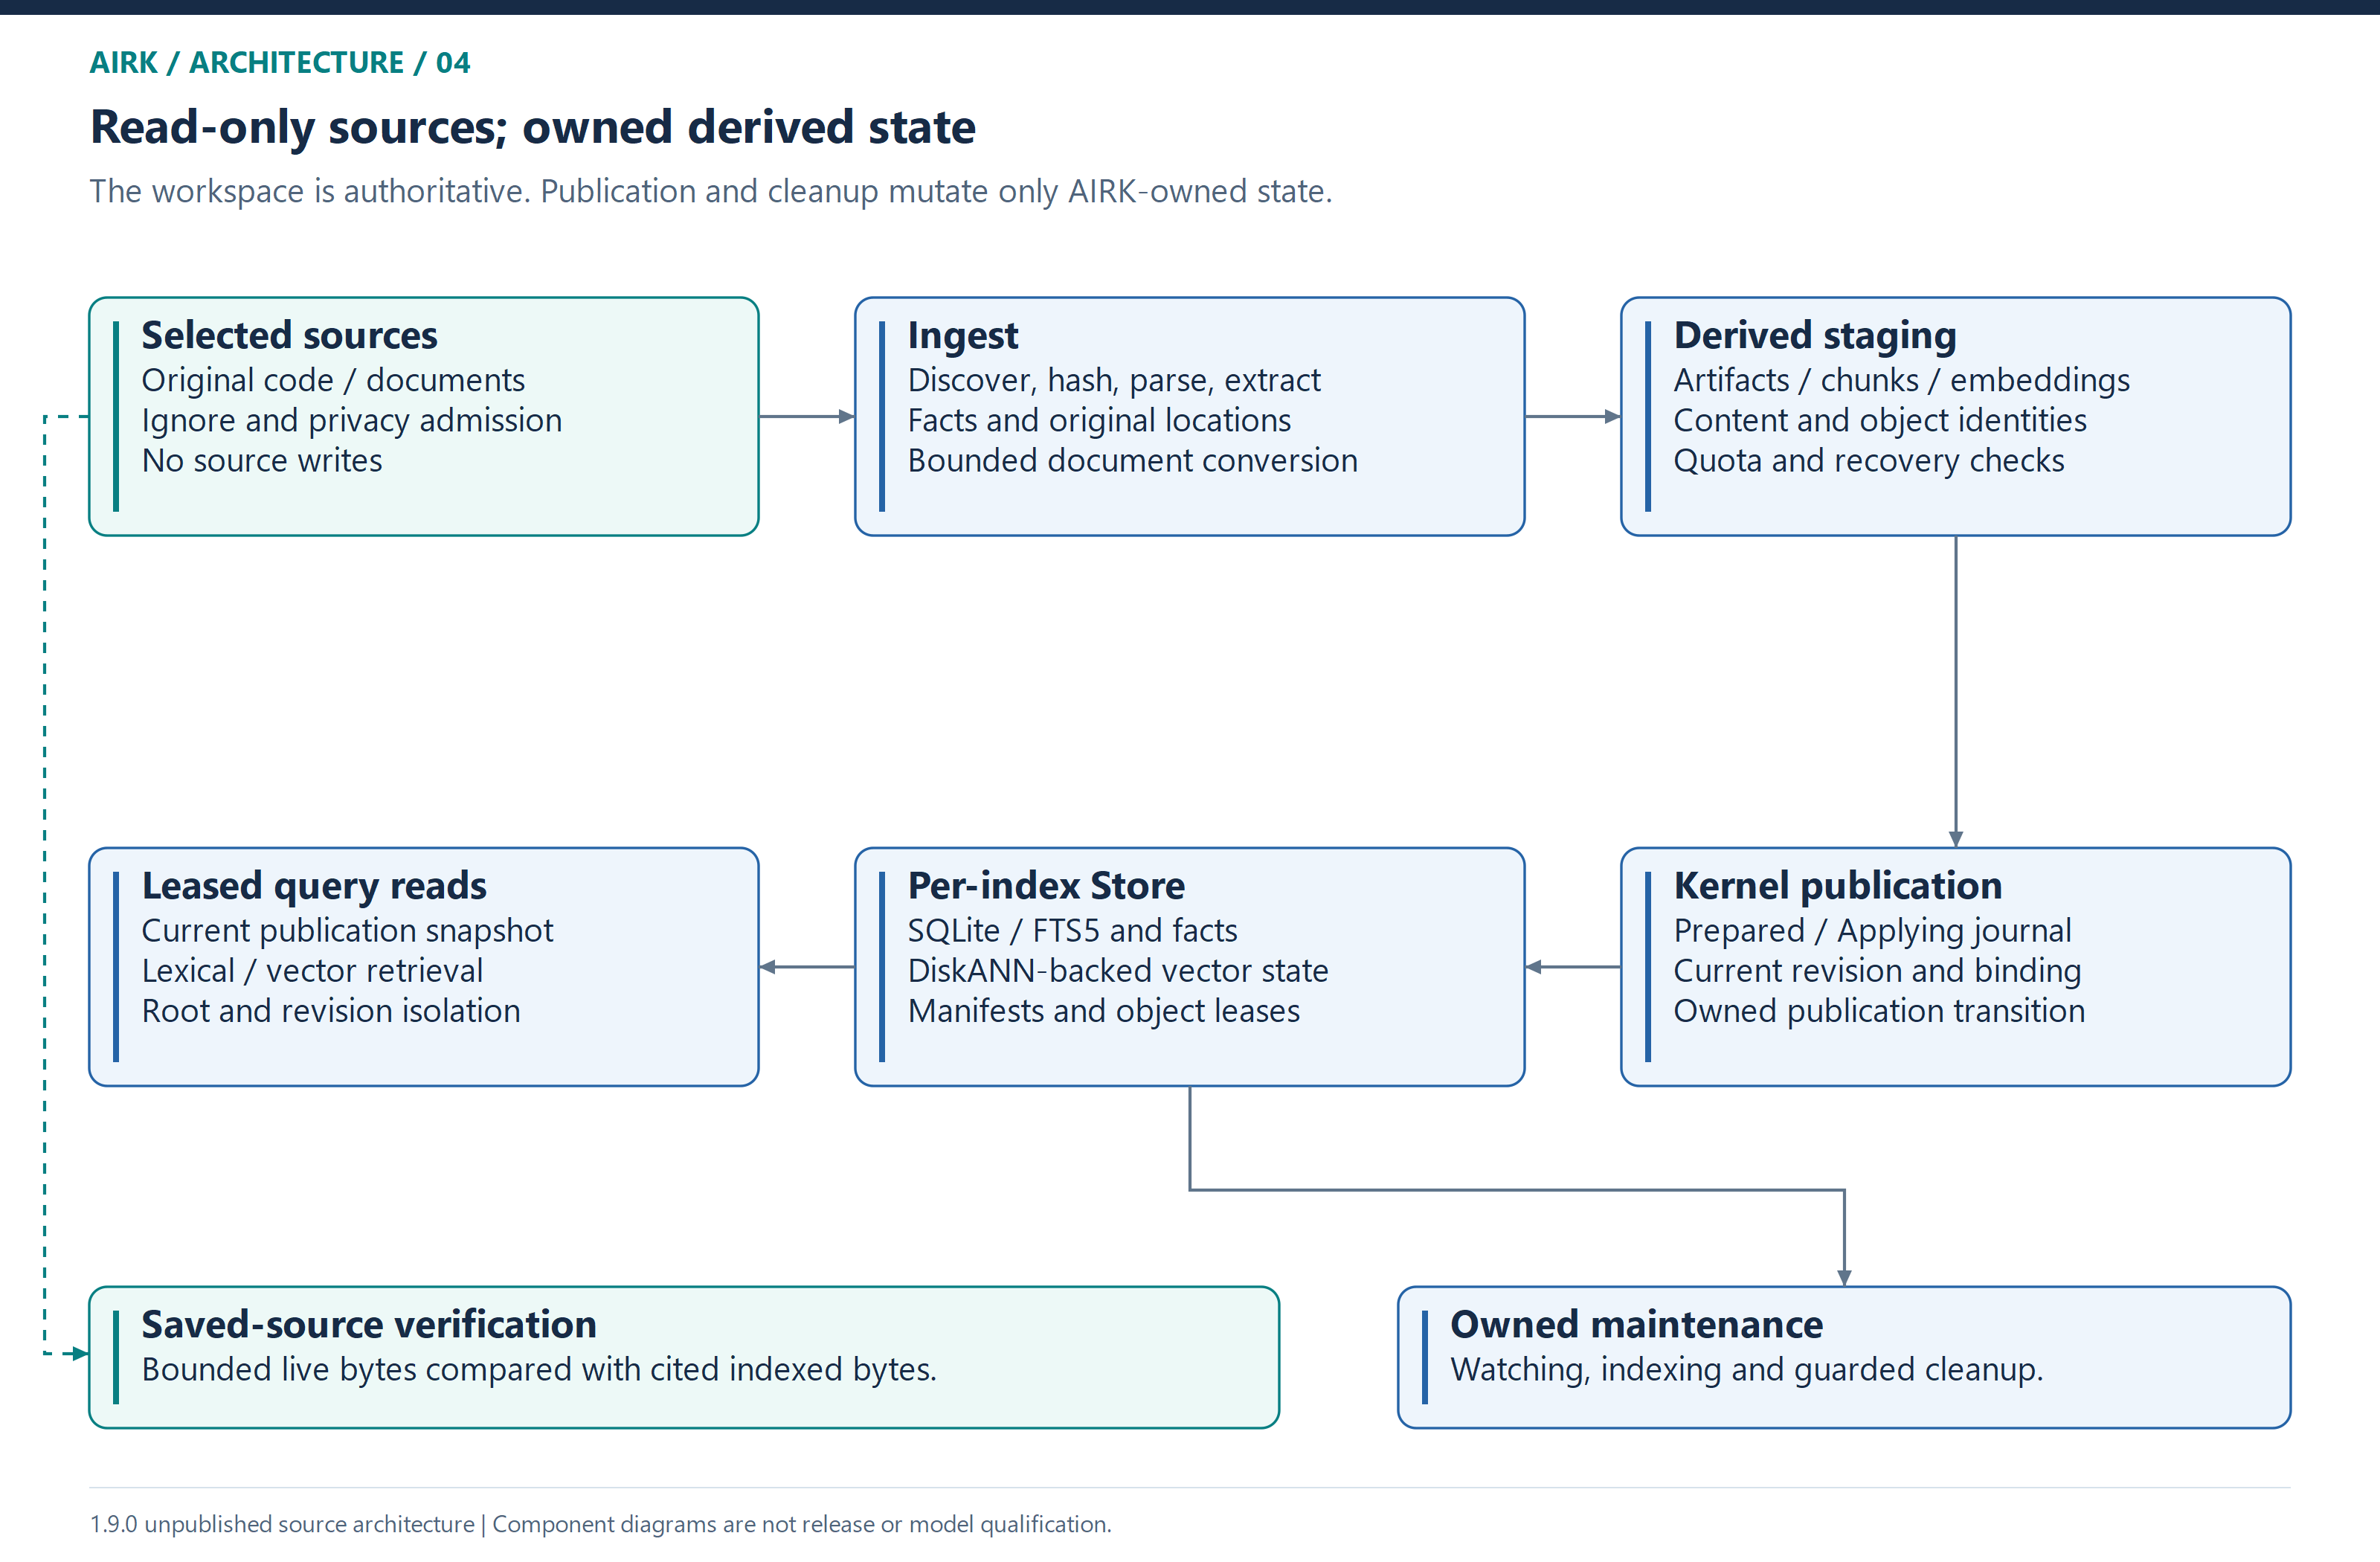 AIRK / ARCHITECTURE / 04
Read-only sources; owned derived state
The workspace is authoritative. Publication and cleanup mutate only AIRK-owned state.
Selected sources
Original code / documents
Ignore and privacy admission
No source writes
Ingest
Discover, hash, parse, extract
Facts and original locations
Bounded document conversion
Derived staging
Artifacts / chunks / embeddings
Content and object identities
Quota and recovery checks
Leased query reads
Current publication snapshot
Lexical / vector retrieval
Root and revision isolation
Per-index Store
SQLite / FTS5 and facts
DiskANN-backed vector state
Manifests and object leases
Kernel publication
Prepared / Applying journal
Current revision and binding
Owned publication transition
Saved-source verification
Bounded live bytes compared with cited indexed bytes.
Owned maintenance
Watching, indexing and guarded cleanup.
1.9.0 unpublished source architecture | Component diagrams are not release or model qualification.